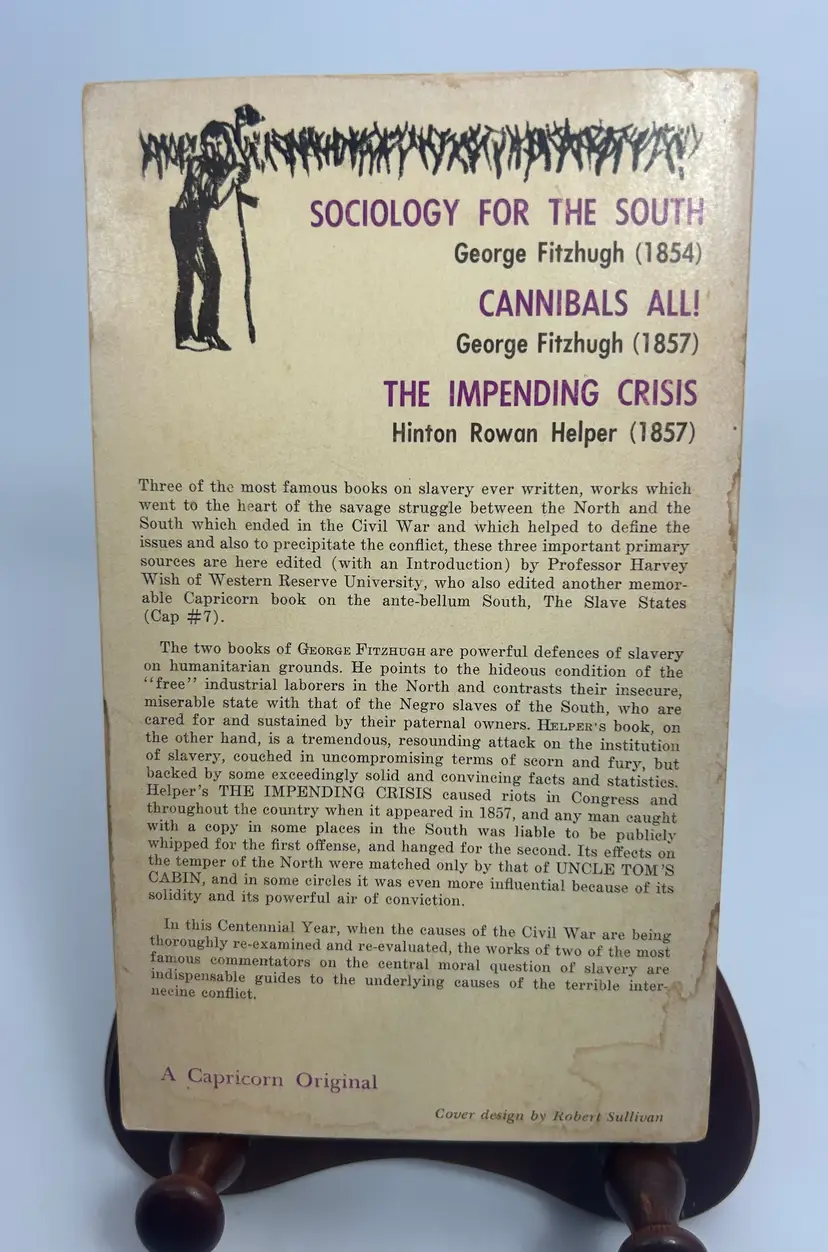 SOCIOLOGY FOR THE SOUTH
George Fitzhugh (1854)
CANNIBALS ALL!
George Fitzhugh (1857)
THE IMPENDING CRISIS
Hinton Rowan Helper (1857)
Three of the most famous books on slavery ever written, works which
went to the heart of the savage struggle between the North and the
South which ended in the Civil War and which helped to define the
issues and also to precipitate the conflict, these three important primary
sources are here edited (with an Introduction) by Professor Harvey
Wish of Western Reserve University, who also edited another memor-
able Capricorn book on the ante-bellum South, The Slave States
(Cap #7).
The two books of GEORGE FITZHUGH are powerful defences of slavery
on humanitarian grounds. He points to the hideous condition of the
“free” industrial laborers in the North and contrasts their insecure,
miserable state with that of the Negro slaves of the South, who are
cared for and sustained by their paternal owners. HELPER'S book, on
the other hand, is a tremendous, resounding attack on the institution
of slavery, couched in uncompromising terms of scorn and fury, but
backed by some exceedingly solid and convincing facts and statistics.
Helper's THE IMPENDING CRISIS caused riots in Congress and
throughout the country when it appeared in 1857, and any man caught
with a copy in some places in the South was liable to be publicly
whipped for the first offense, and hanged for the second. Its effects on
the temper of the North were matched only by that of UNCLE TOM'S
CABIN, and in some circles it was even more influential because of its
solidity and its powerful air of conviction.
In this Centennial Year, when the causes of the Civil War are being
thoroughly re-examined and re-evaluated, the works of two of the most
famous commentators on the central moral question of slavery are
indispensable guides to the underlying causes of the terrible inter-
necine conflict.
A Capricorn Original
Cover design by Robert Sullivan